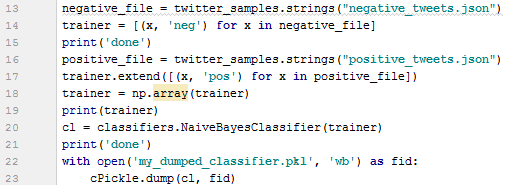 13 negative_file = twitter_samples.strings("negative_tweets.json")
14 trainer = [(x, 'neg') for x in negative_file]
15 print('done')
16 positive_file = twitter_samples.strings("positive_tweets.json")
17 trainer.extend([(x, 'pos') for x in positive_file])
18 trainer = np.array(trainer)
19 print(trainer)
20 cl = classifiers.NaiveBayesClassifier(trainer)
21 print('done')
22 with open('my_dumped_classifier.pkl', 'wb') as fid:
23     cPickle.dump(cl, fid)